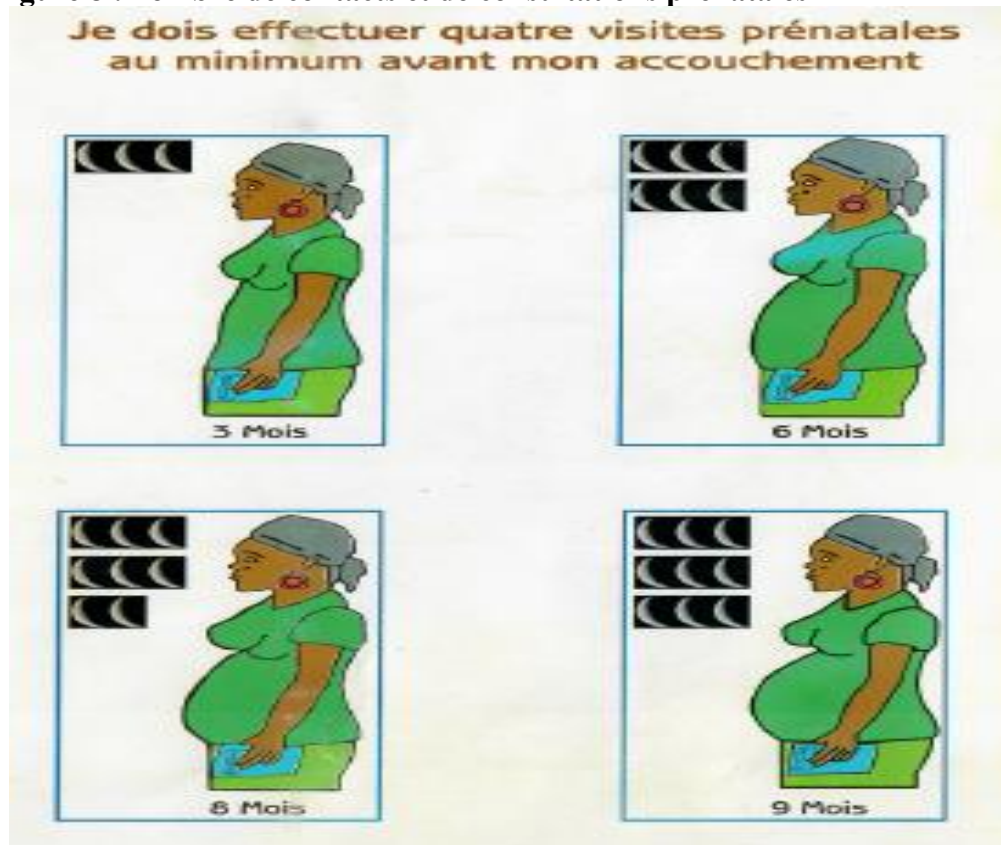 Je dois effectuer quatre visites prénatales
au minimum avant mon accouchement
3 Mois
6 Mois
8 Mois
9 Mois